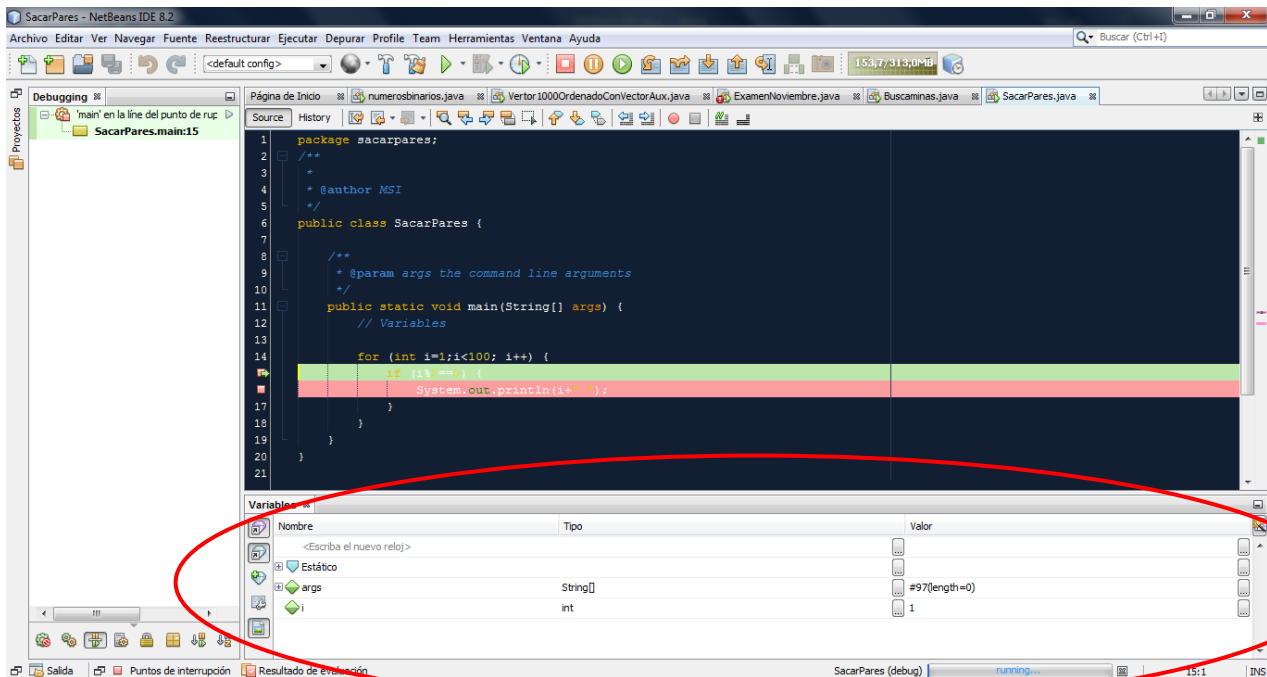 SacarPares - NetBeans IDE 8.2
Archivo Editar Ver Navegar Fuente Reestructurar Ejecutar Depurar Profile Team Herramientas Ventana Ayuda
Buscar (Ctrl+I)
<default config>
153,7/313,0MB
Proyectos
Debugging
Página de Inicio numerosbinarios.java Vertor1000OrdenadoConVectorAux.java ExamenNoviembre.java Buscaminas.java SacarPares.java
'main' en la líne del punto de rup
SacarPares.main:15
Source History
1 package sacarpares;
2 /**
3 *
4 * @author MSI
5 */
6 public class SacarPares {
7
8 /**
9 * @param args the command line arguments
10 */
11 public static void main(String[] args) {
12 // Variables
13
14 for (int i=1;i<100; i++) {
if (i% ==) {
System.out.println(i+" ");
17 }
18 }
19 }
20 }
21
Variables
Nombre Tipo Valor
<Escriba el nuevo reloj>
Estático
args String[] #97(length=0)
i int 1
Salida Puntos de interrupción Resultado de evaluación
SacarPares (debug) running... 15:1 INS